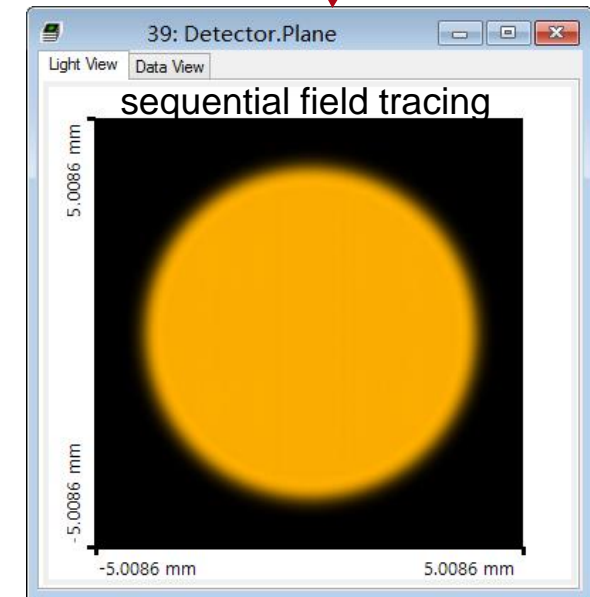 39: Detector.Plane
Light View Data View
sequential field tracing
5.0086 mm
-5.0086 mm
-5.0086 mm 5.0086 mm